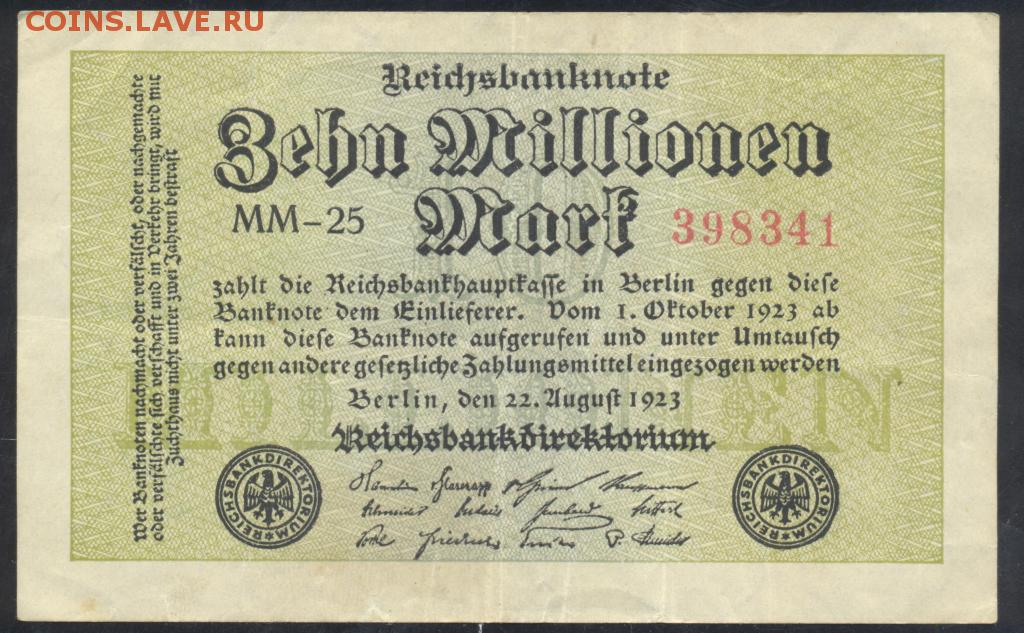 COINS.LAVE.RU
Reichsbanknote
Zehn Millionen
Mark
MM-25
398341
zahlt die Reichsbankhauptkasse in Berlin gegen diese
Banknote dem Einlieferer. Vom 1. Oktober 1923 ab
kann diese Banknote aufgerufen und unter Umtausch
gegen andere gesetzliche Zahlungsmittel eingezogen werden
Berlin, den 22. August 1923
Reichsbankdirektorium
Wer Banknoten nachmacht oder verfälscht, oder nachgemachte
oder verfälschte sich verschafft und in Verkehr bringt, wird mit
Zuchthaus nicht unter zwei Jahren bestraft
REICHSBANKDIREKTORIUM
REICHSBANKDIREKTORIUM